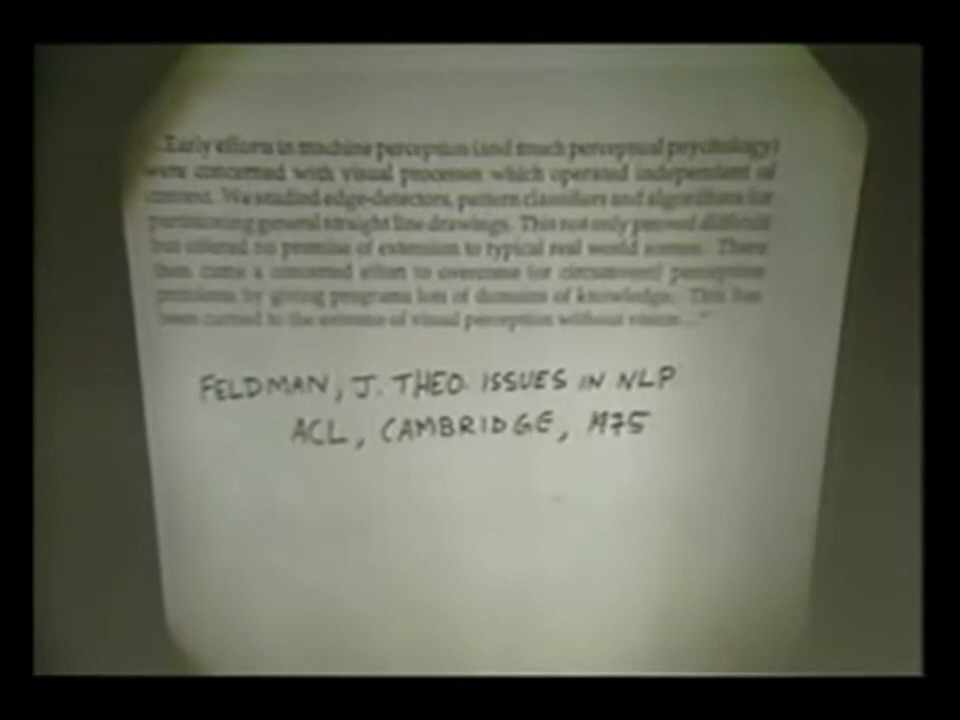 "Early efforts in machine perception (and much perceptual psychology)
were concerned with visual processes which operated independent of
context. We studied edge-detectors, pattern classifiers and algorithms for
partitioning general straight line drawings. This not only proved difficult
but offered no promise of extension to typical real world scenes. There
then came a concerted effort to overcome (or circumvent) perception
problems by giving programs lots of domains of knowledge. This has
been carried to the extreme of visual perception without vision..."
FELDMAN, J. THEO. ISSUES IN NLP
ACL, CAMBRIDGE, 1975